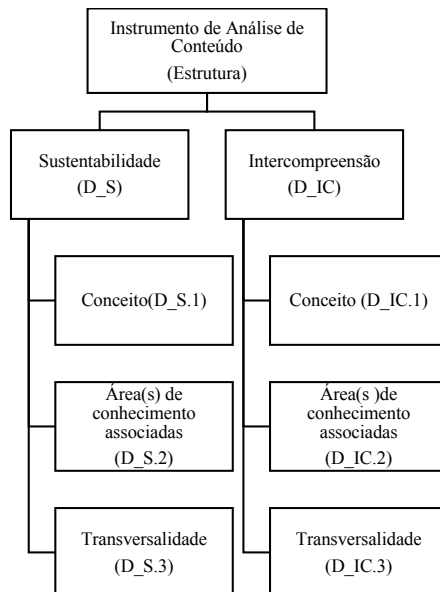 Instrumento de Análise de
Conteúdo
(Estrutura)
Sustentabilidade
(D_S)
Intercompreensão
(D_IC)
Conceito(D_S.1)
Conceito (D_IC.1)
Área(s) de
conhecimento
associadas
(D_S.2)
Área(s )de
conhecimento
associadas
(D_IC.2)
Transversalidade
(D_S.3)
Transversalidade
(D_IC.3)